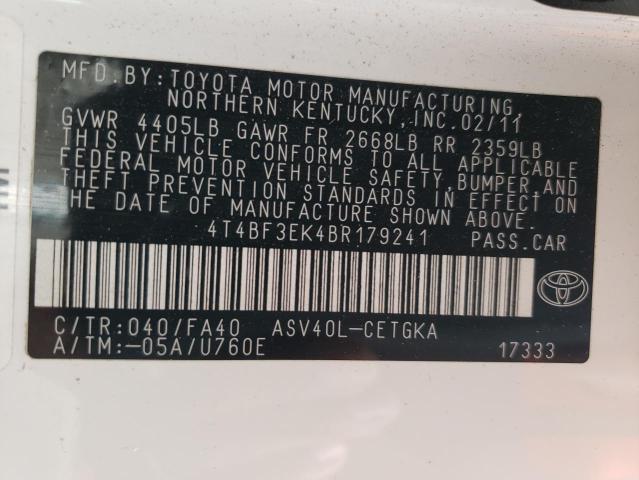 MFD. BY: TOYOTA MOTOR MANUFACTURING,
NORTHERN KENTUCKY, INC. 02/11
GVWR 4405LB GAWR FR 2668LB RR 2359LB
THIS VEHICLE CONFORMS TO ALL APPLICABLE
FEDERAL MOTOR VEHICLE SAFETY, BUMPER, AND
THEFT PREVENTION STANDARDS IN EFFECT ON
THE DATE OF MANUFACTURE SHOWN ABOVE.
4T4BF3EK4BR179241 PASS. CAR
C/TR: 040/FA40 ASV40L-CETGKA
A/TM: -05A/U760E 17333